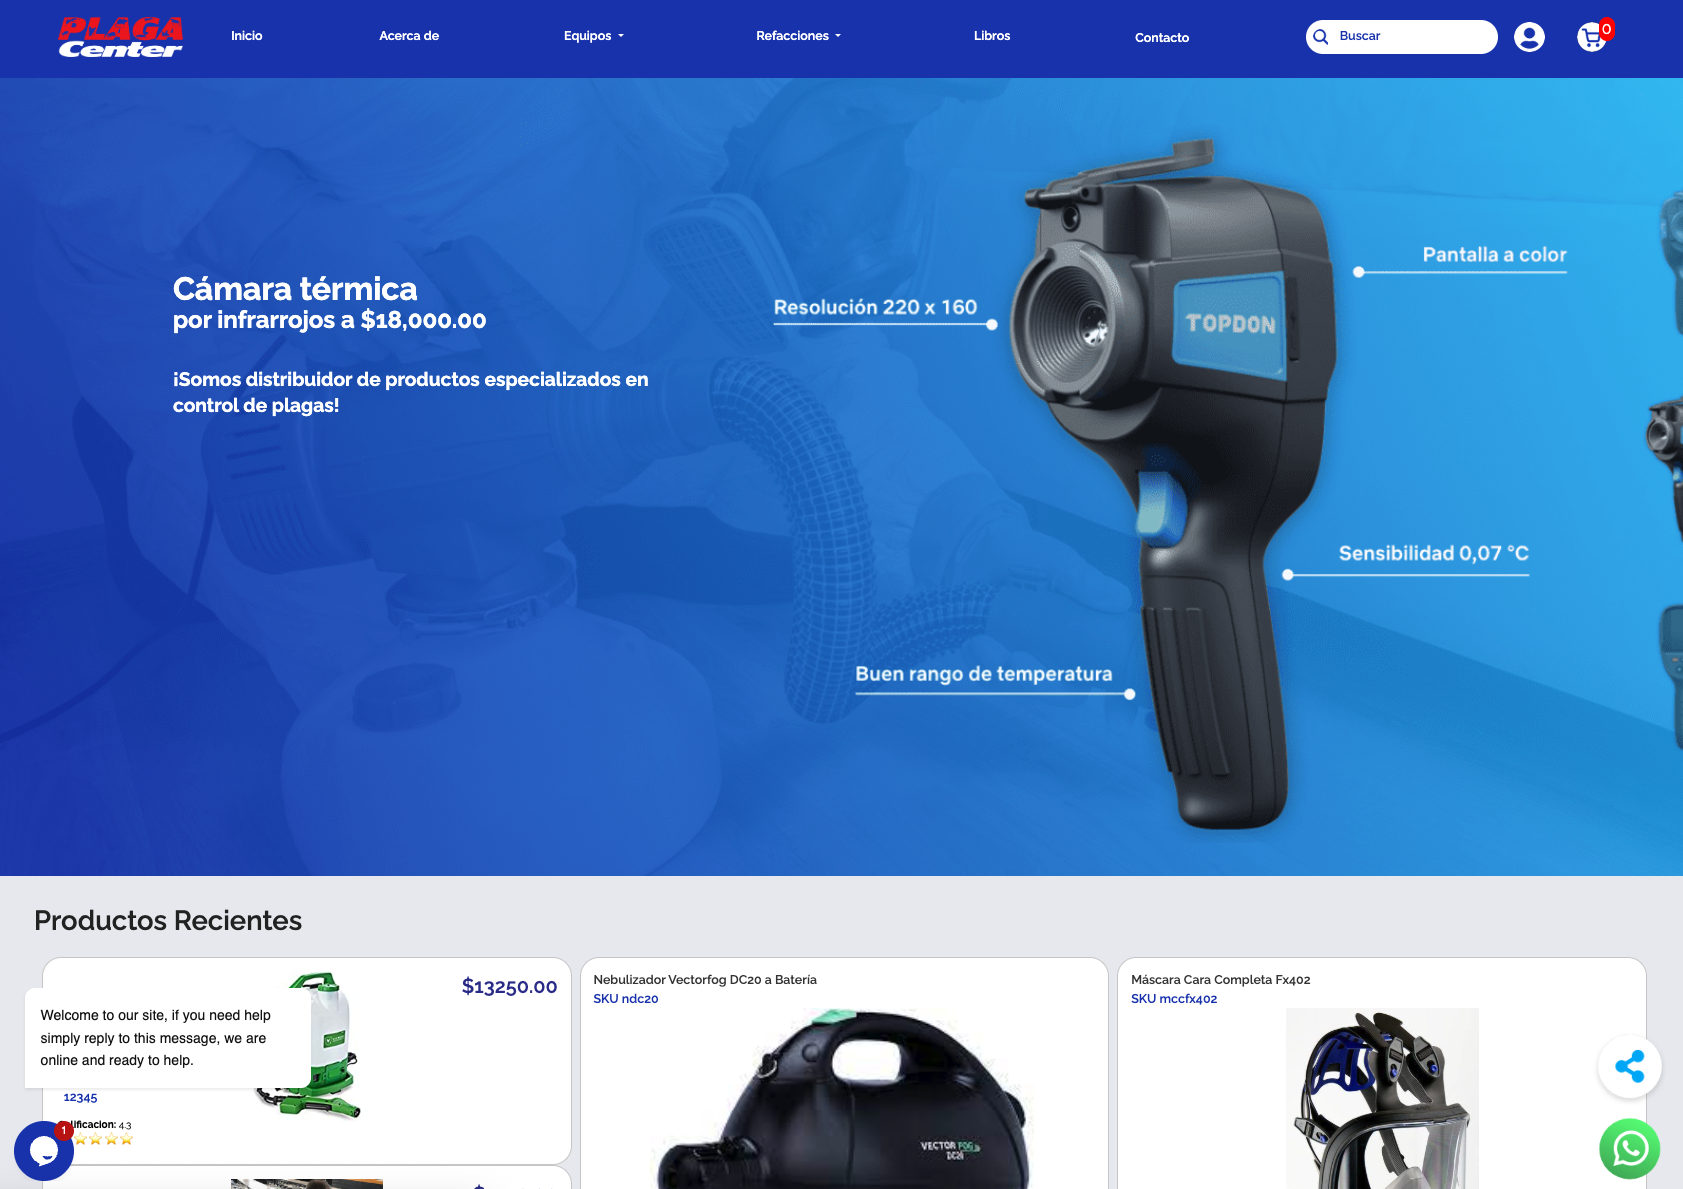 PLAGA
Center
Inicio
Acerca de
Equipos
Refacciones
Libros
Contacto
Buscar
0
Cámara térmica
por infrarrojos a $18,000.00
¡Somos distribuidor de productos especializados en
control de plagas!
Resolución 220 x 160
Pantalla a color
TOPDON
Sensibilidad 0,07 °C
Buen rango de temperatura
Productos Recientes
$13250.00
Welcome to our site, if you need help
simply reply to this message, we are
online and ready to help.
12345
lificacion: 4.3
1
Nebulizador Vectorfog DC20 a Batería
SKU ndc20
VECTOR FOG
DC20
Máscara Cara Completa Fx402
SKU mccfx402